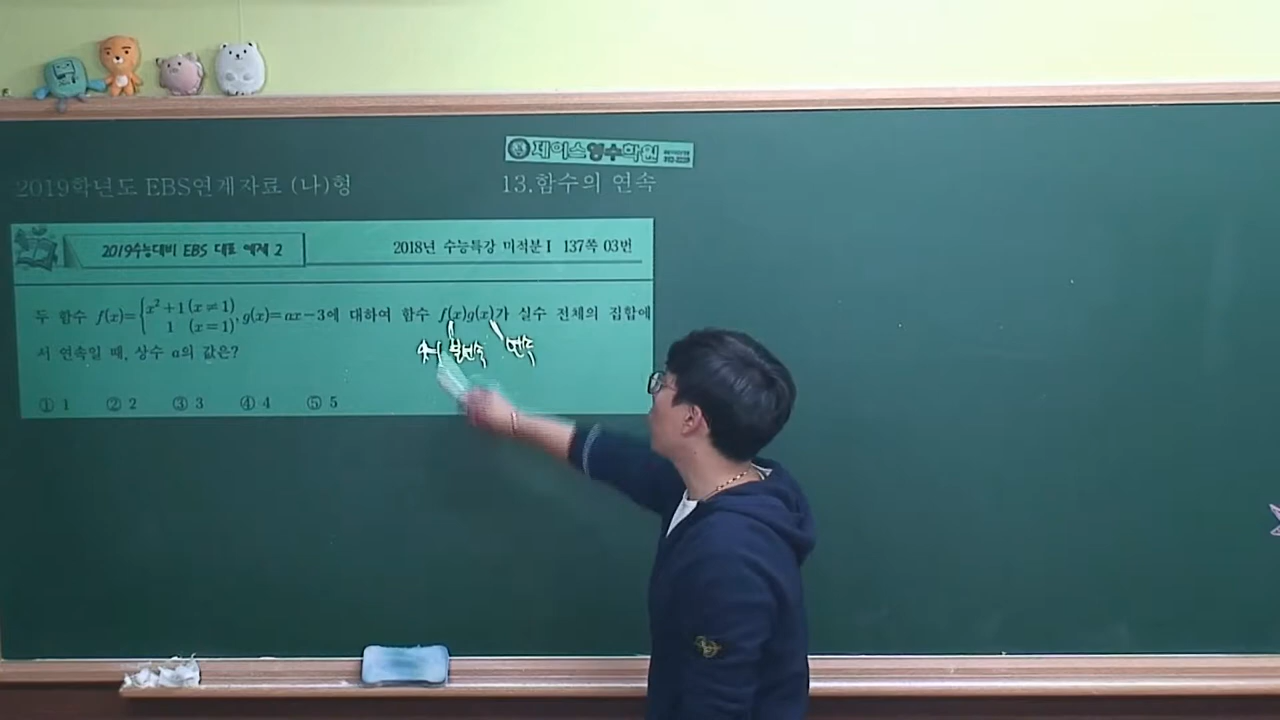 제이스영수학원
2019학년도 EBS연계자료 (나)형
13.함수의 연속
2019수능대비 EBS 대표 예제 2
2018년 수능특강 미적분Ⅰ 137쪽 03번
두 함수 f(x)={x²+1 (x≠1), 1 (x=1), g(x)=ax-3에 대하여 함수 f(x)g(x)가 실수 전체의 집합에
서 연속일 때, 상수 a의 값은?
불연속 연속
① 1 ② 2 ③ 3 ④ 4 ⑤ 5